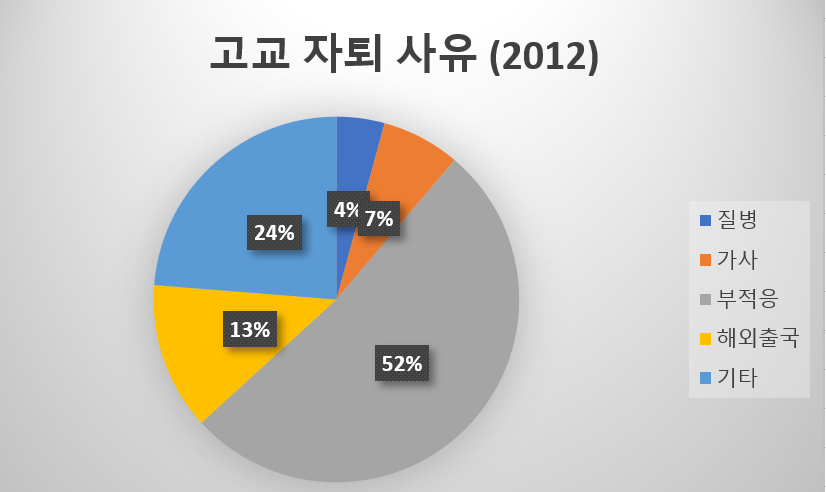 고교 자퇴 사유 (2012)
4%
7%
24%
13%
52%
질병
가사
부적응
해외출국
기타